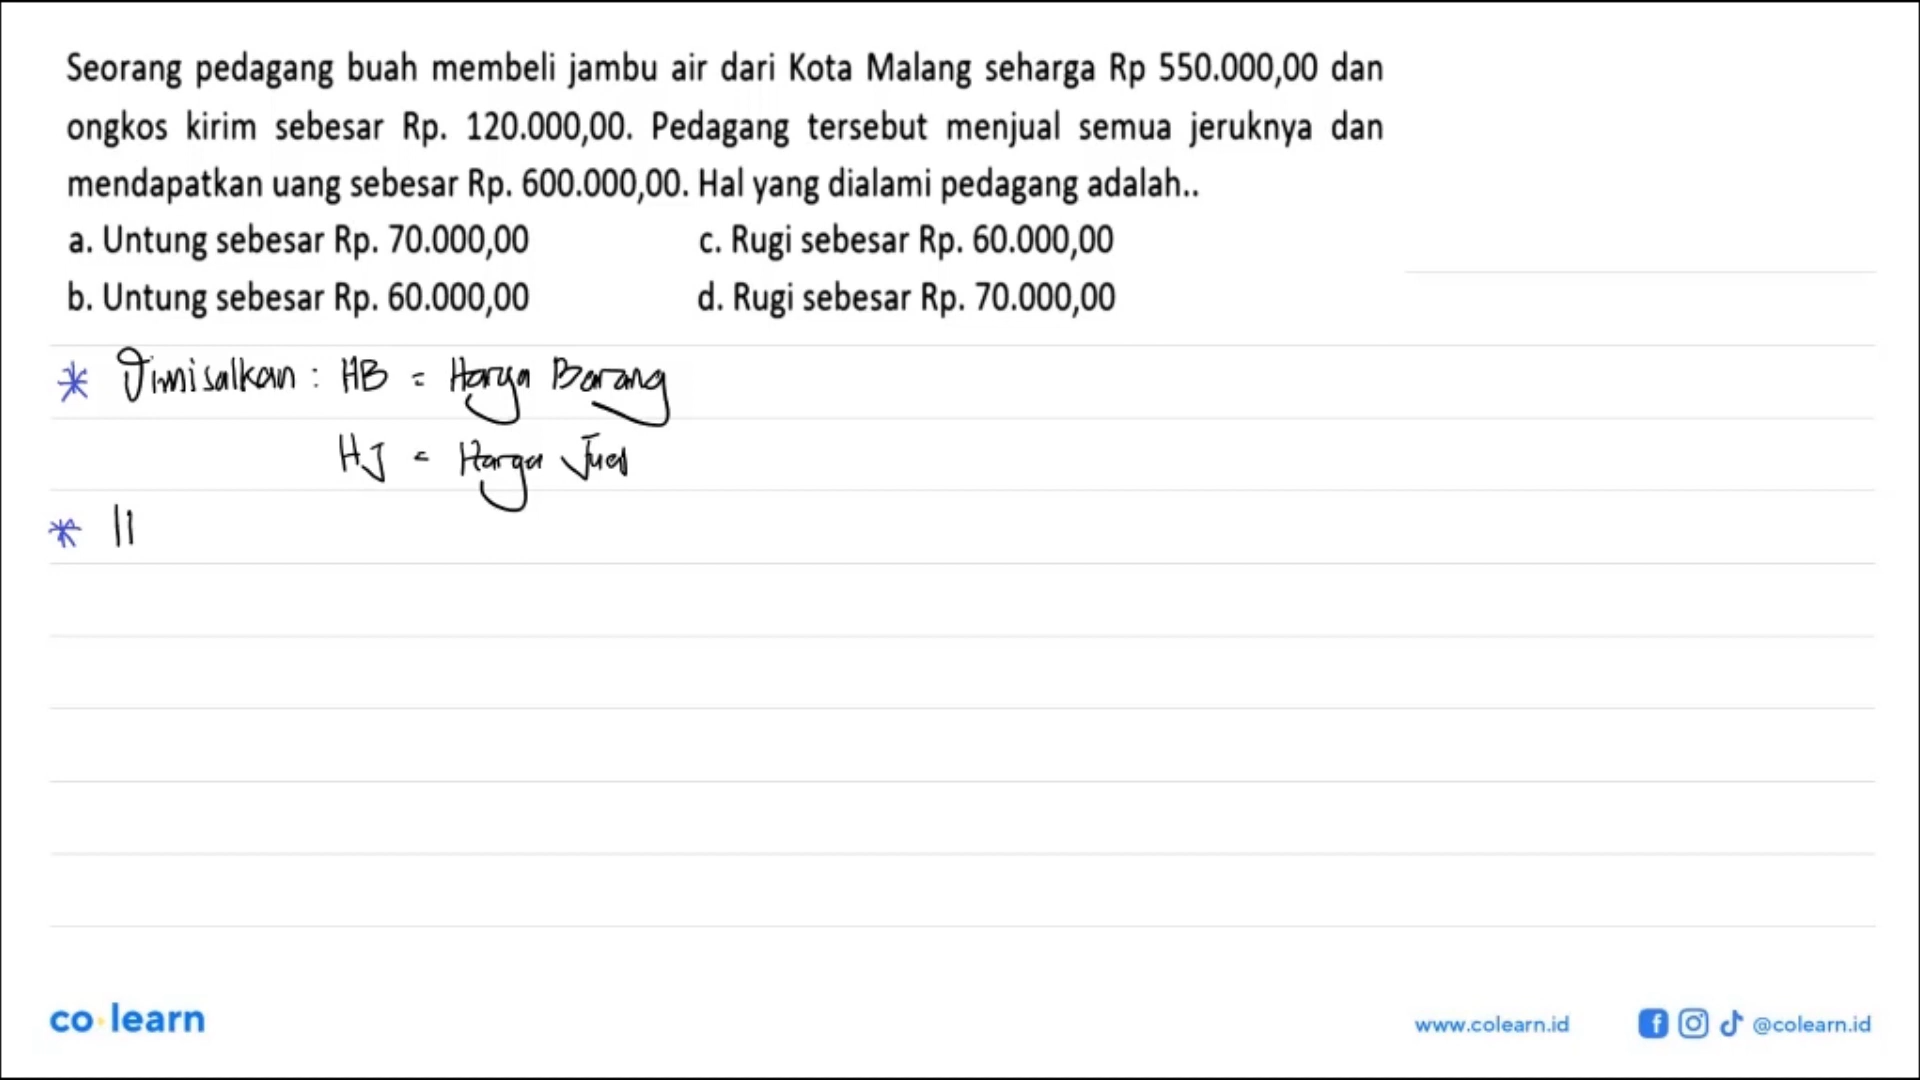 Seorang pedagang buah membeli jambu air dari Kota Malang seharga Rp 550.000,00 dan
ongkos kirim sebesar Rp. 120.000,00. Pedagang tersebut menjual semua jeruknya dan
mendapatkan uang sebesar Rp. 600.000,00. Hal yang dialami pedagang adalah..
a. Untung sebesar Rp. 70.000,00 c. Rugi sebesar Rp. 60.000,00
b. Untung sebesar Rp. 60.000,00 d. Rugi sebesar Rp. 70.000,00
* Dimisalkan : HB = Harga Barang
HJ = Harga Jual
*
co learn
www.colearn.id @colearn.id